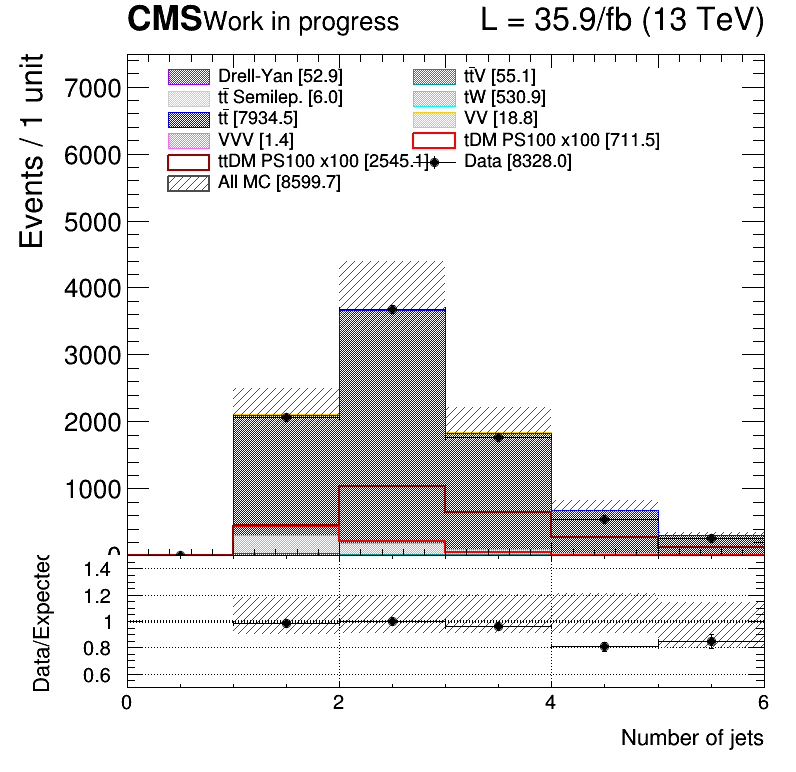 CMS Work in progress L = 35.9/fb (13 TeV)
Events / 1 unit
Drell-Yan [52.9] tt̄V [55.1]
tt̄ Semilep. [6.0] tW [530.9]
tt̄ [7934.5] VV [18.8]
VVV [1.4] tDM PS100 x100 [711.5]
ttDM PS100 x100 [2545.1] Data [8328.0]
All MC [8599.7]
7000
6000
5000
4000
3000
2000
1000
0
Data/Expected
1.4
1.2
1
0.8
0.6
0 2 4 6
Number of jets